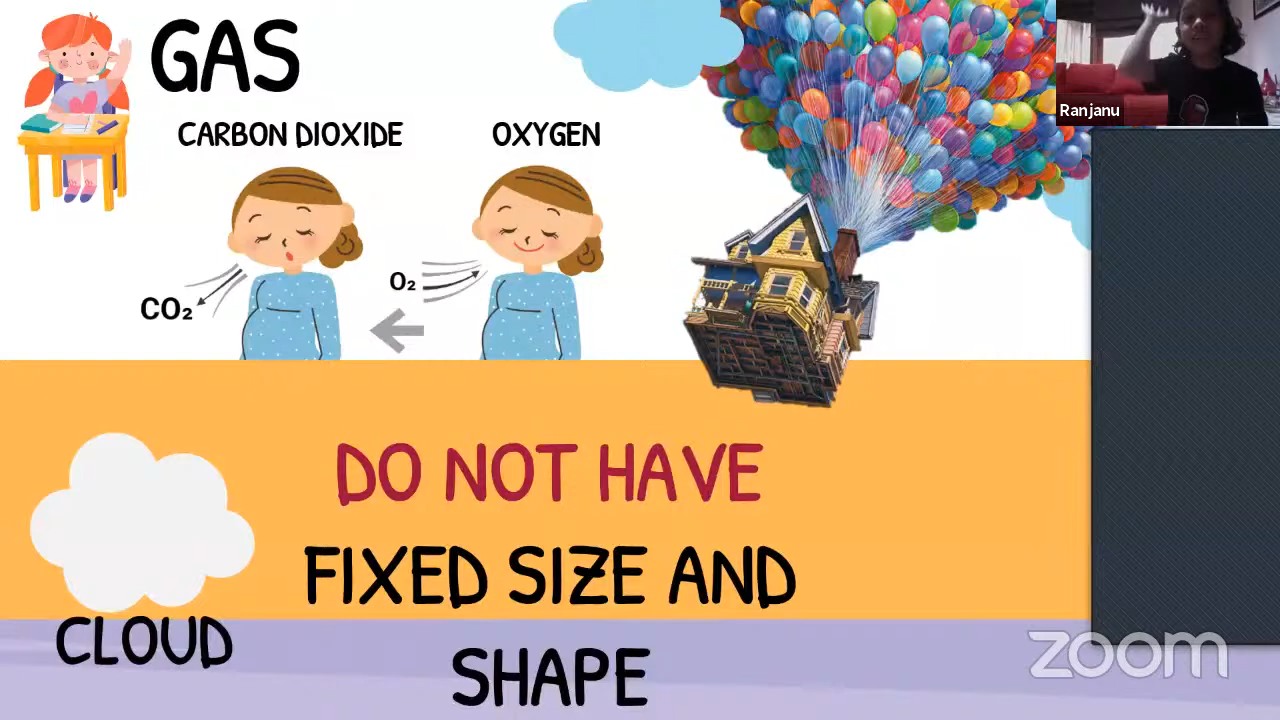 GAS
CARBON DIOXIDE
OXYGEN
Ranjanu
CO₂
O₂
DO NOT HAVE
FIXED SIZE AND
SHAPE
CLOUD
zoom